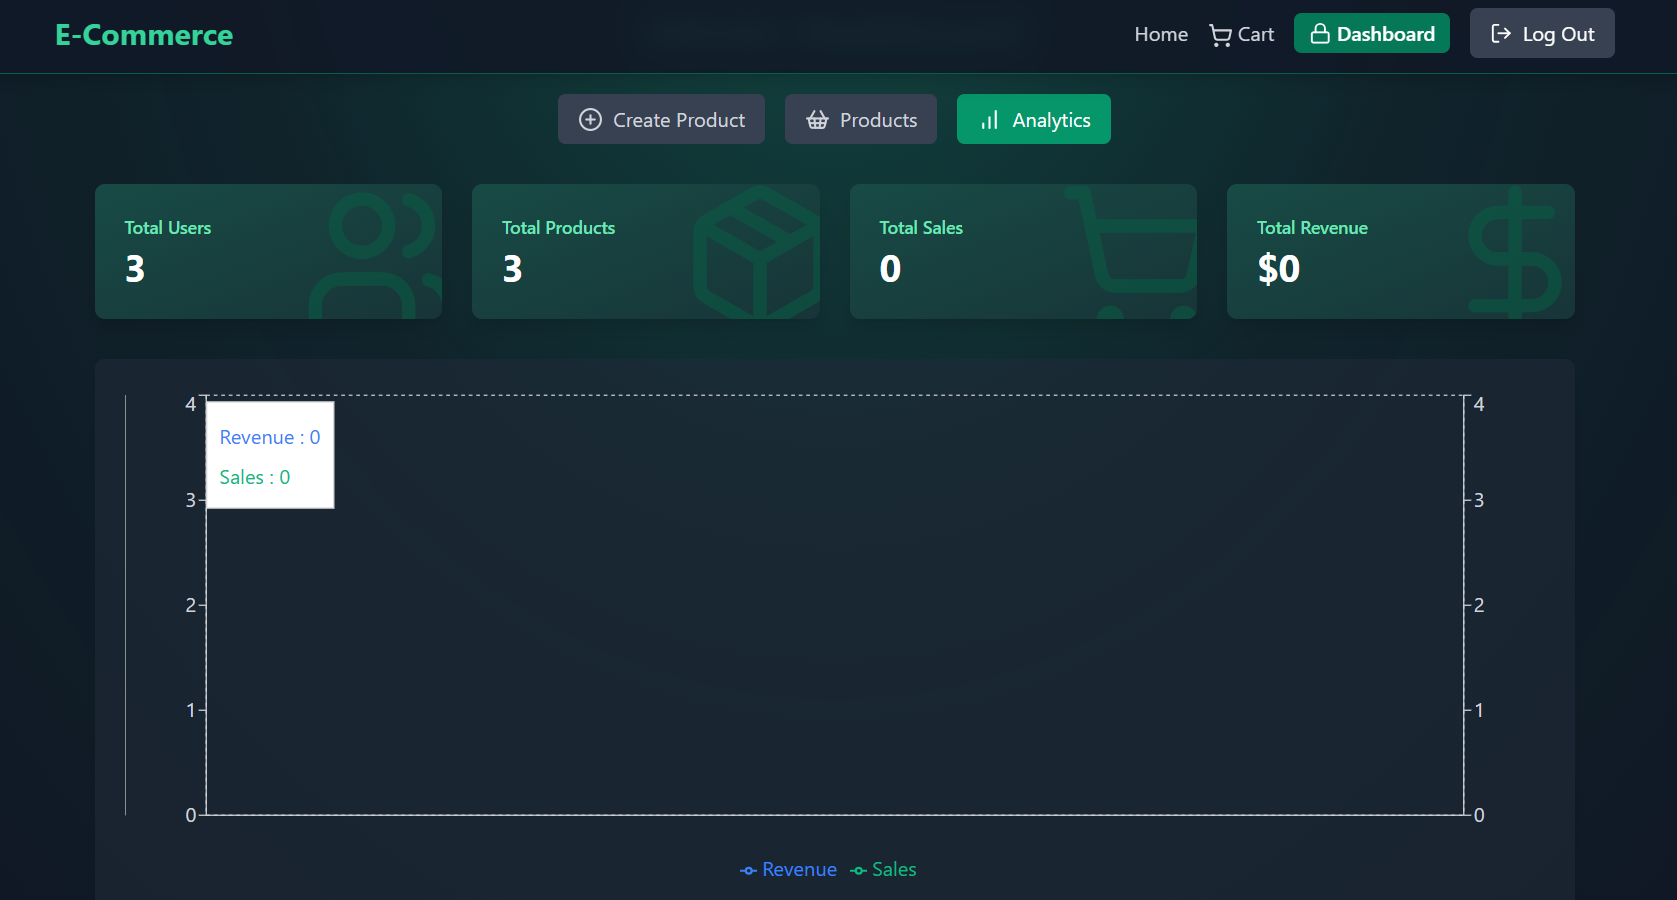 E-Commerce
Home Cart Dashboard Log Out
Create Product Products Analytics
Total Users
3
Total Products
3
Total Sales
0
Total Revenue
$0
4
3
2
1
0
Revenue : 0
Sales : 0
4
3
2
1
0
Revenue Sales